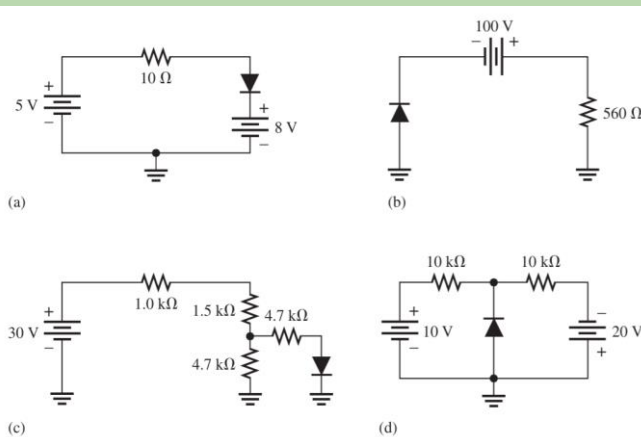 100 V
− +
+
5 V
−
10 Ω
+
8 V
−
560 Ω
(a)
(b)
+
30 V
−
1.0 kΩ
1.5 kΩ
4.7 kΩ
4.7 kΩ
10 kΩ
10 kΩ
+
10 V
−
−
20 V
+
(c)
(d)